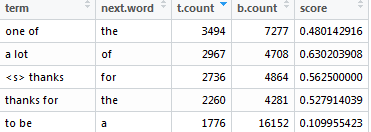 term next.word t.count b.count score
one of the 3494 7277 0.480142916
a lot of 2967 4708 0.630203908
<s> thanks for 2736 4864 0.562500000
thanks for the 2260 4281 0.527914039
to be a 1776 16152 0.109955423